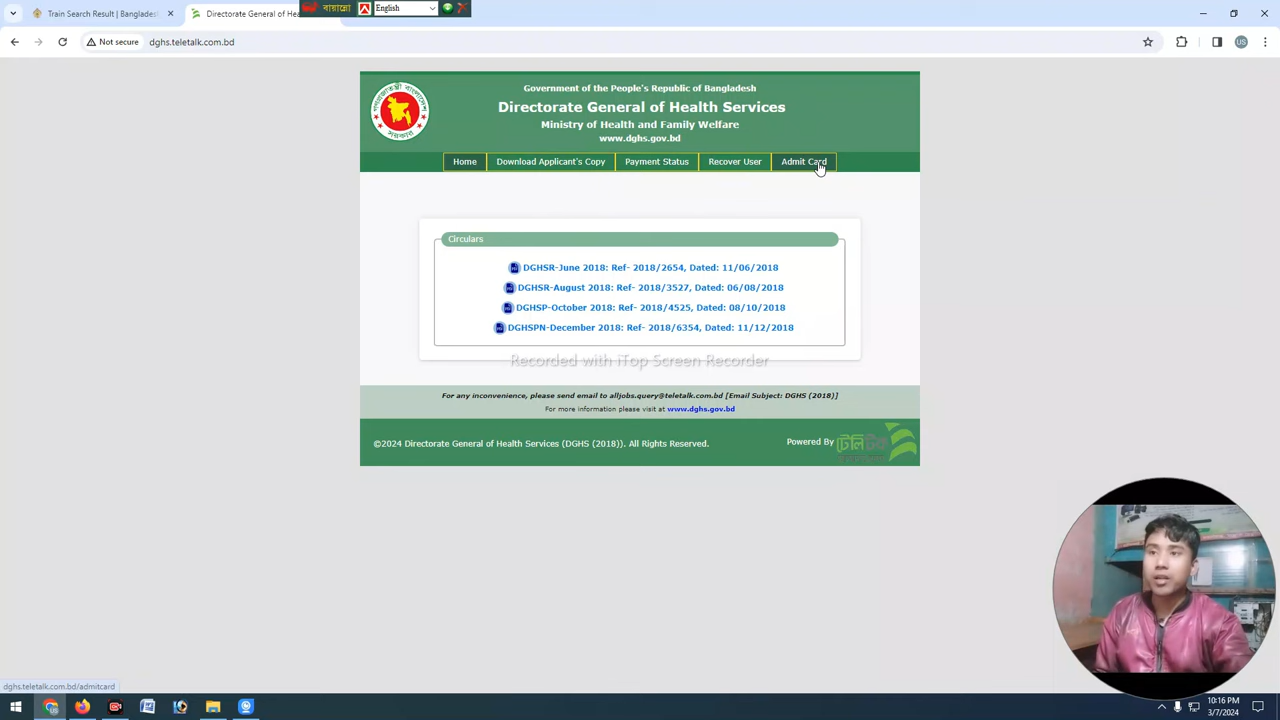 Train Search Result | Banglade:
Directorate General of Hea
বায়ান্নো
English
Not secure
dghs.teletalk.com.bd
US
Government of the People's Republic of Bangladesh
Directorate General of Health Services
Ministry of Health and Family Welfare
www.dghs.gov.bd
গণপ্রজাতন্ত্রী বাংলাদেশ
সরকার
Home
Download Applicant's Copy
Payment Status
Recover User
Admit Card
Circulars
DGHSR-June 2018: Ref- 2018/2654, Dated: 11/06/2018
DGHSR-August 2018: Ref- 2018/3527, Dated: 06/08/2018
DGHSP-October 2018: Ref- 2018/4525, Dated: 08/10/2018
DGHSPN-December 2018: Ref- 2018/6354, Dated: 11/12/2018
Recorded with iTop Screen Recorder
For any inconvenience, please send email to alljobs.query@teletalk.com.bd [Email Subject: DGHS (2018)]
For more information please visit at www.dghs.gov.bd
©2024 Directorate General of Health Services (DGHS (2018)). All Rights Reserved.
Powered By টেলিটক
dghs.teletalk.com.bd/admitcard
10:16 PM
3/7/2024